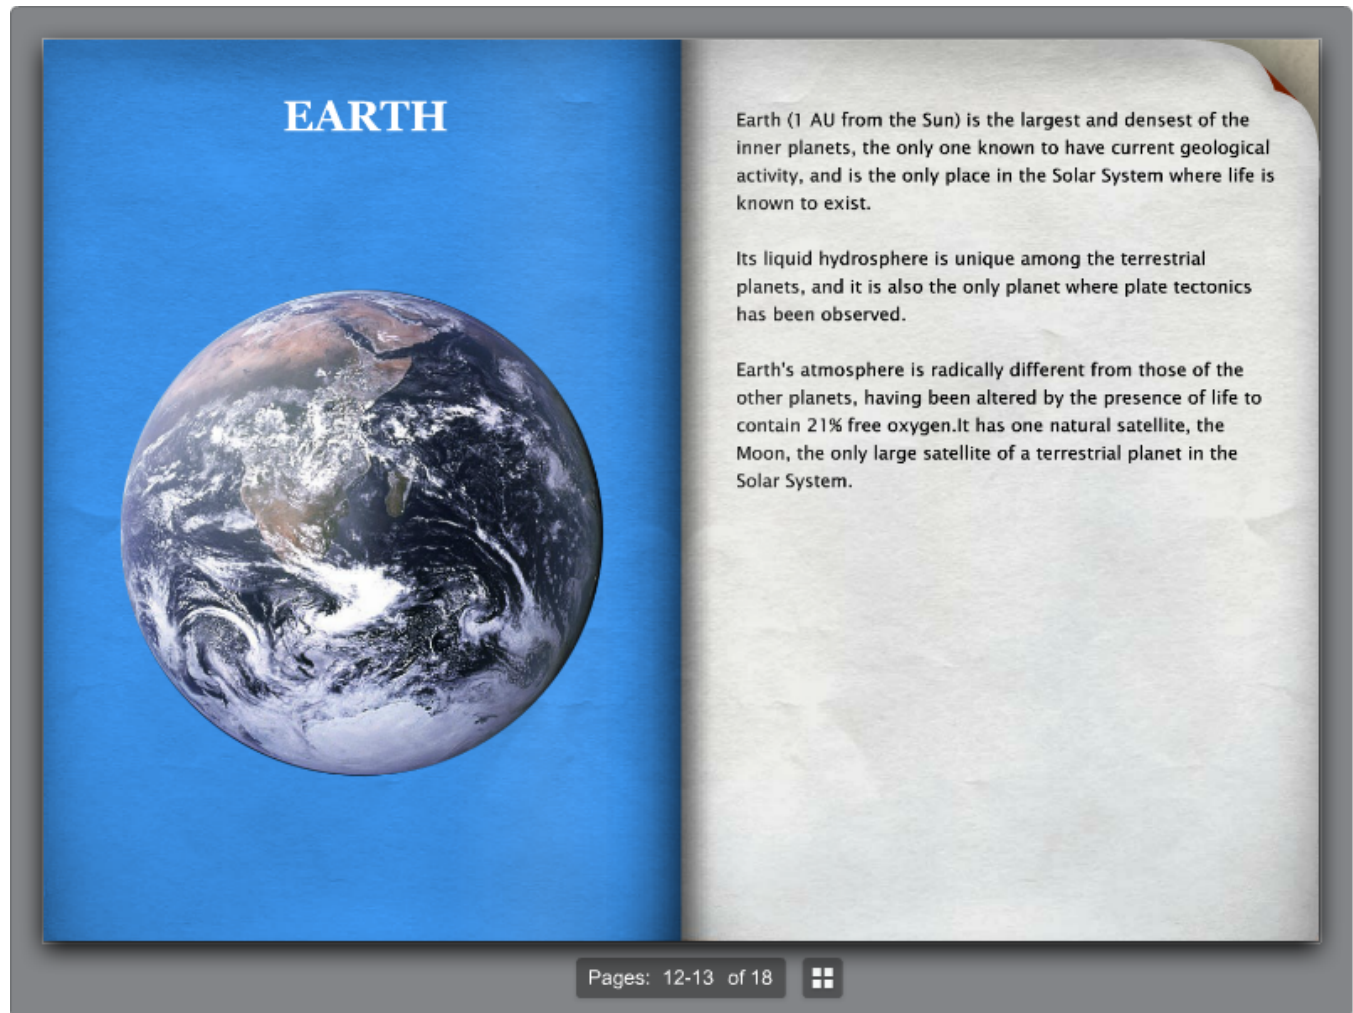 EARTH
Earth (1 AU from the Sun) is the largest and densest of the
inner planets, the only one known to have current geological
activity, and is the only place in the Solar System where life is
known to exist.
Its liquid hydrosphere is unique among the terrestrial
planets, and it is also the only planet where plate tectonics
has been observed.
Earth's atmosphere is radically different from those of the
other planets, having been altered by the presence of life to
contain 21% free oxygen.It has one natural satellite, the
Moon, the only large satellite of a terrestrial planet in the
Solar System.
Pages: 12-13 of 18